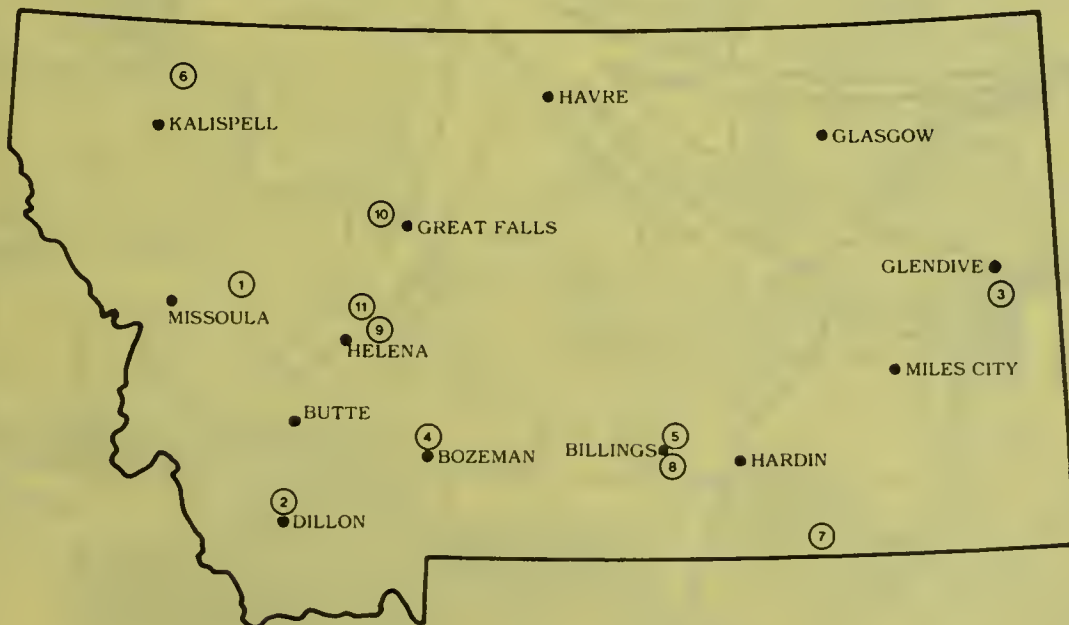 6
HAVRE
KALISPELL
GLASGOW
10
GREAT FALLS
GLENDIVE
1
3
MISSOULA
11
9
HELENA
MILES CITY
BUTTE
4
BOZEMAN
BILLINGS
5
8
HARDIN
2
DILLON
7